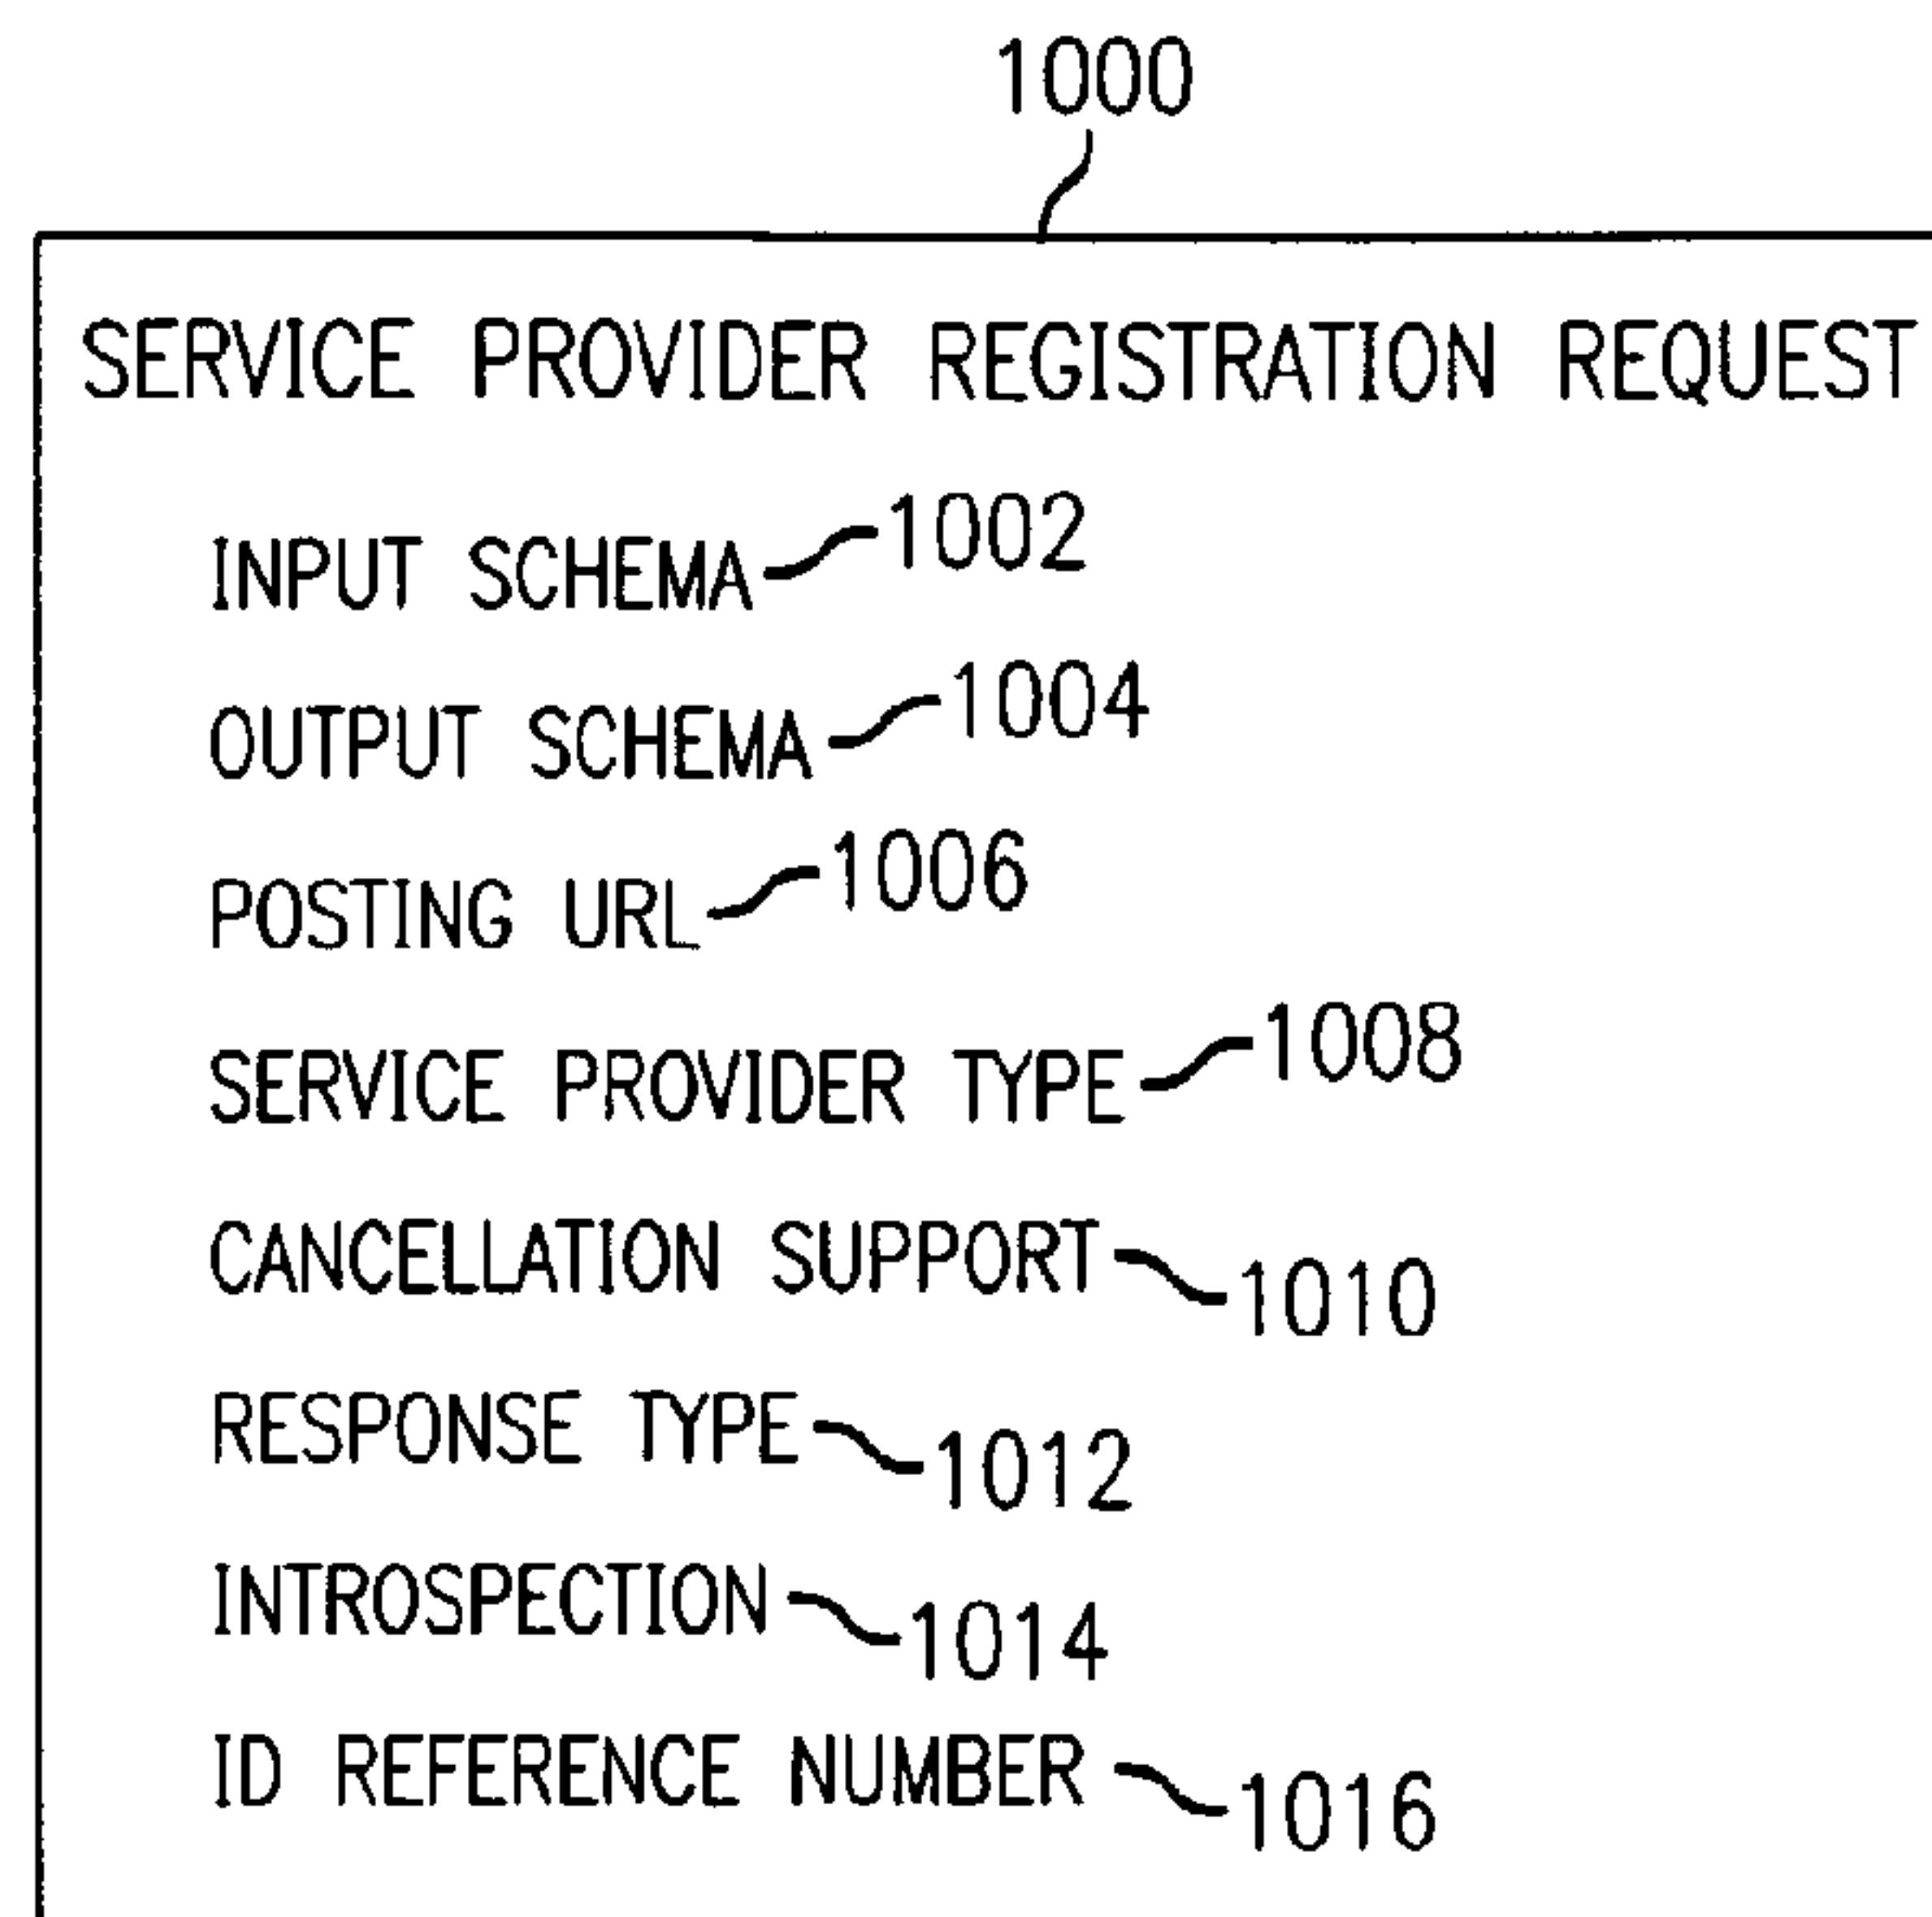 1000
SERVICE PROVIDER REGISTRATION REQUEST
INPUT SCHEMA 1002
OUTPUT SCHEMA 1004
POSTING URL 1006
SERVICE PROVIDER TYPE 1008
CANCELLATION SUPPORT 1010
RESPONSE TYPE 1012
INTROSPECTION 1014
ID REFERENCE NUMBER 1016